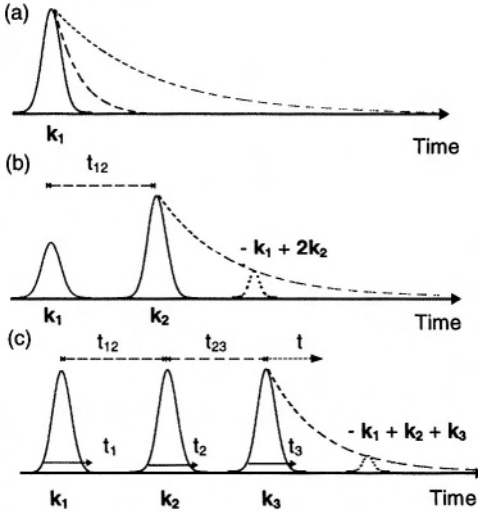 (a)
k₁
Time
(b)
t₁₂
- k₁ + 2k₂
k₁ k₂
Time
(c)
t₁₂ t₂₃ t
- k₁ + k₂ + k₃
t₁ t₂ t₃
k₁ k₂ k₃ Time